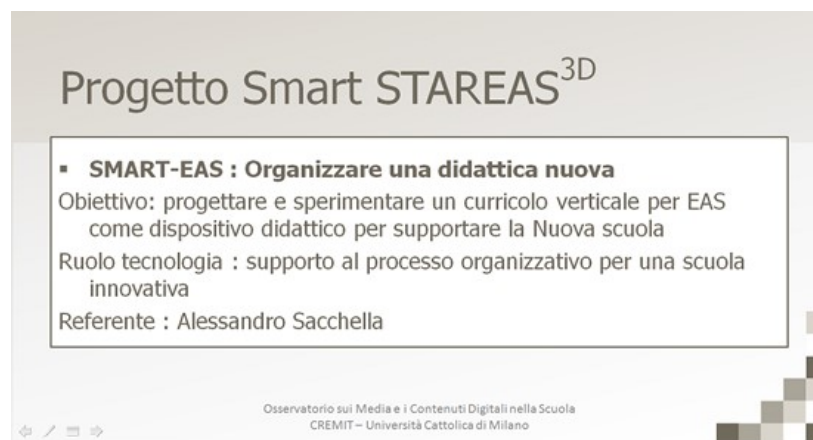 Progetto Smart STAREAS3D
▪ SMART-EAS : Organizzare una didattica nuova
Obiettivo: progettare e sperimentare un curricolo verticale per EAS
come dispositivo didattico per supportare la Nuova scuola
Ruolo tecnologia : supporto al processo organizzativo per una scuola
innovativa
Referente : Alessandro Sacchella
Osservatorio sui Media e i Contenuti Digitali nella Scuola
CREMIT – Università Cattolica di Milano